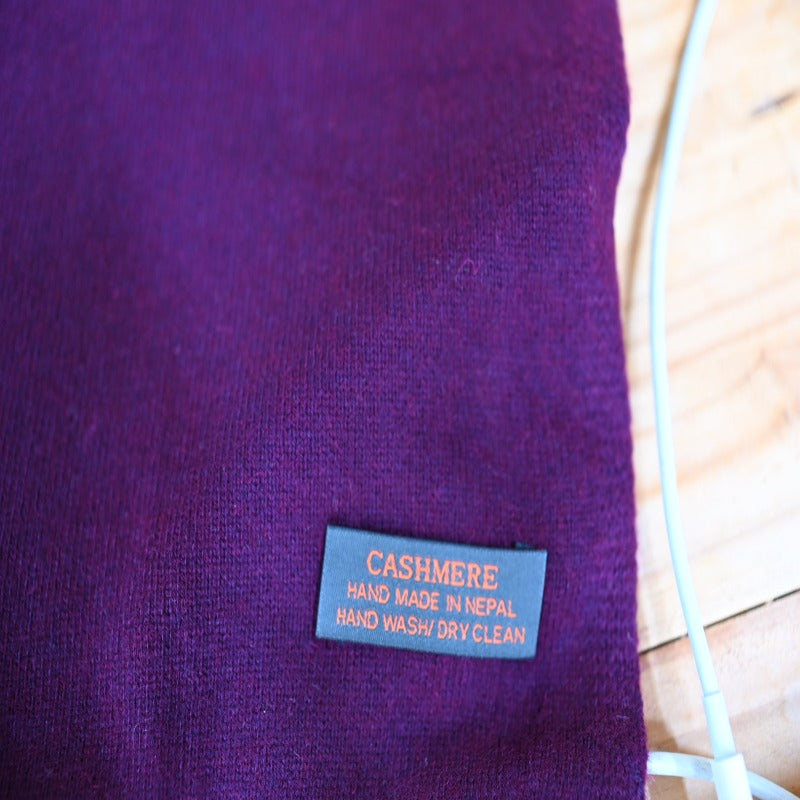 CASHMERE
HAND MADE IN NEPAL
HAND WASH/ DRY CLEAN